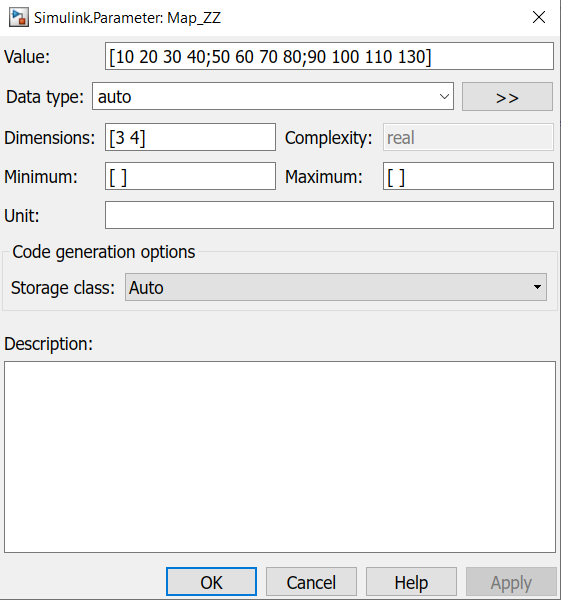 Simulink.Parameter: Map_ZZ
Value: [10 20 30 40;50 60 70 80;90 100 110 130]
Data type: auto >>
Dimensions: [3 4] Complexity: real
Minimum: [ ] Maximum: [ ]
Unit:
Code generation options
Storage class: Auto
Description:
OK Cancel Help Apply